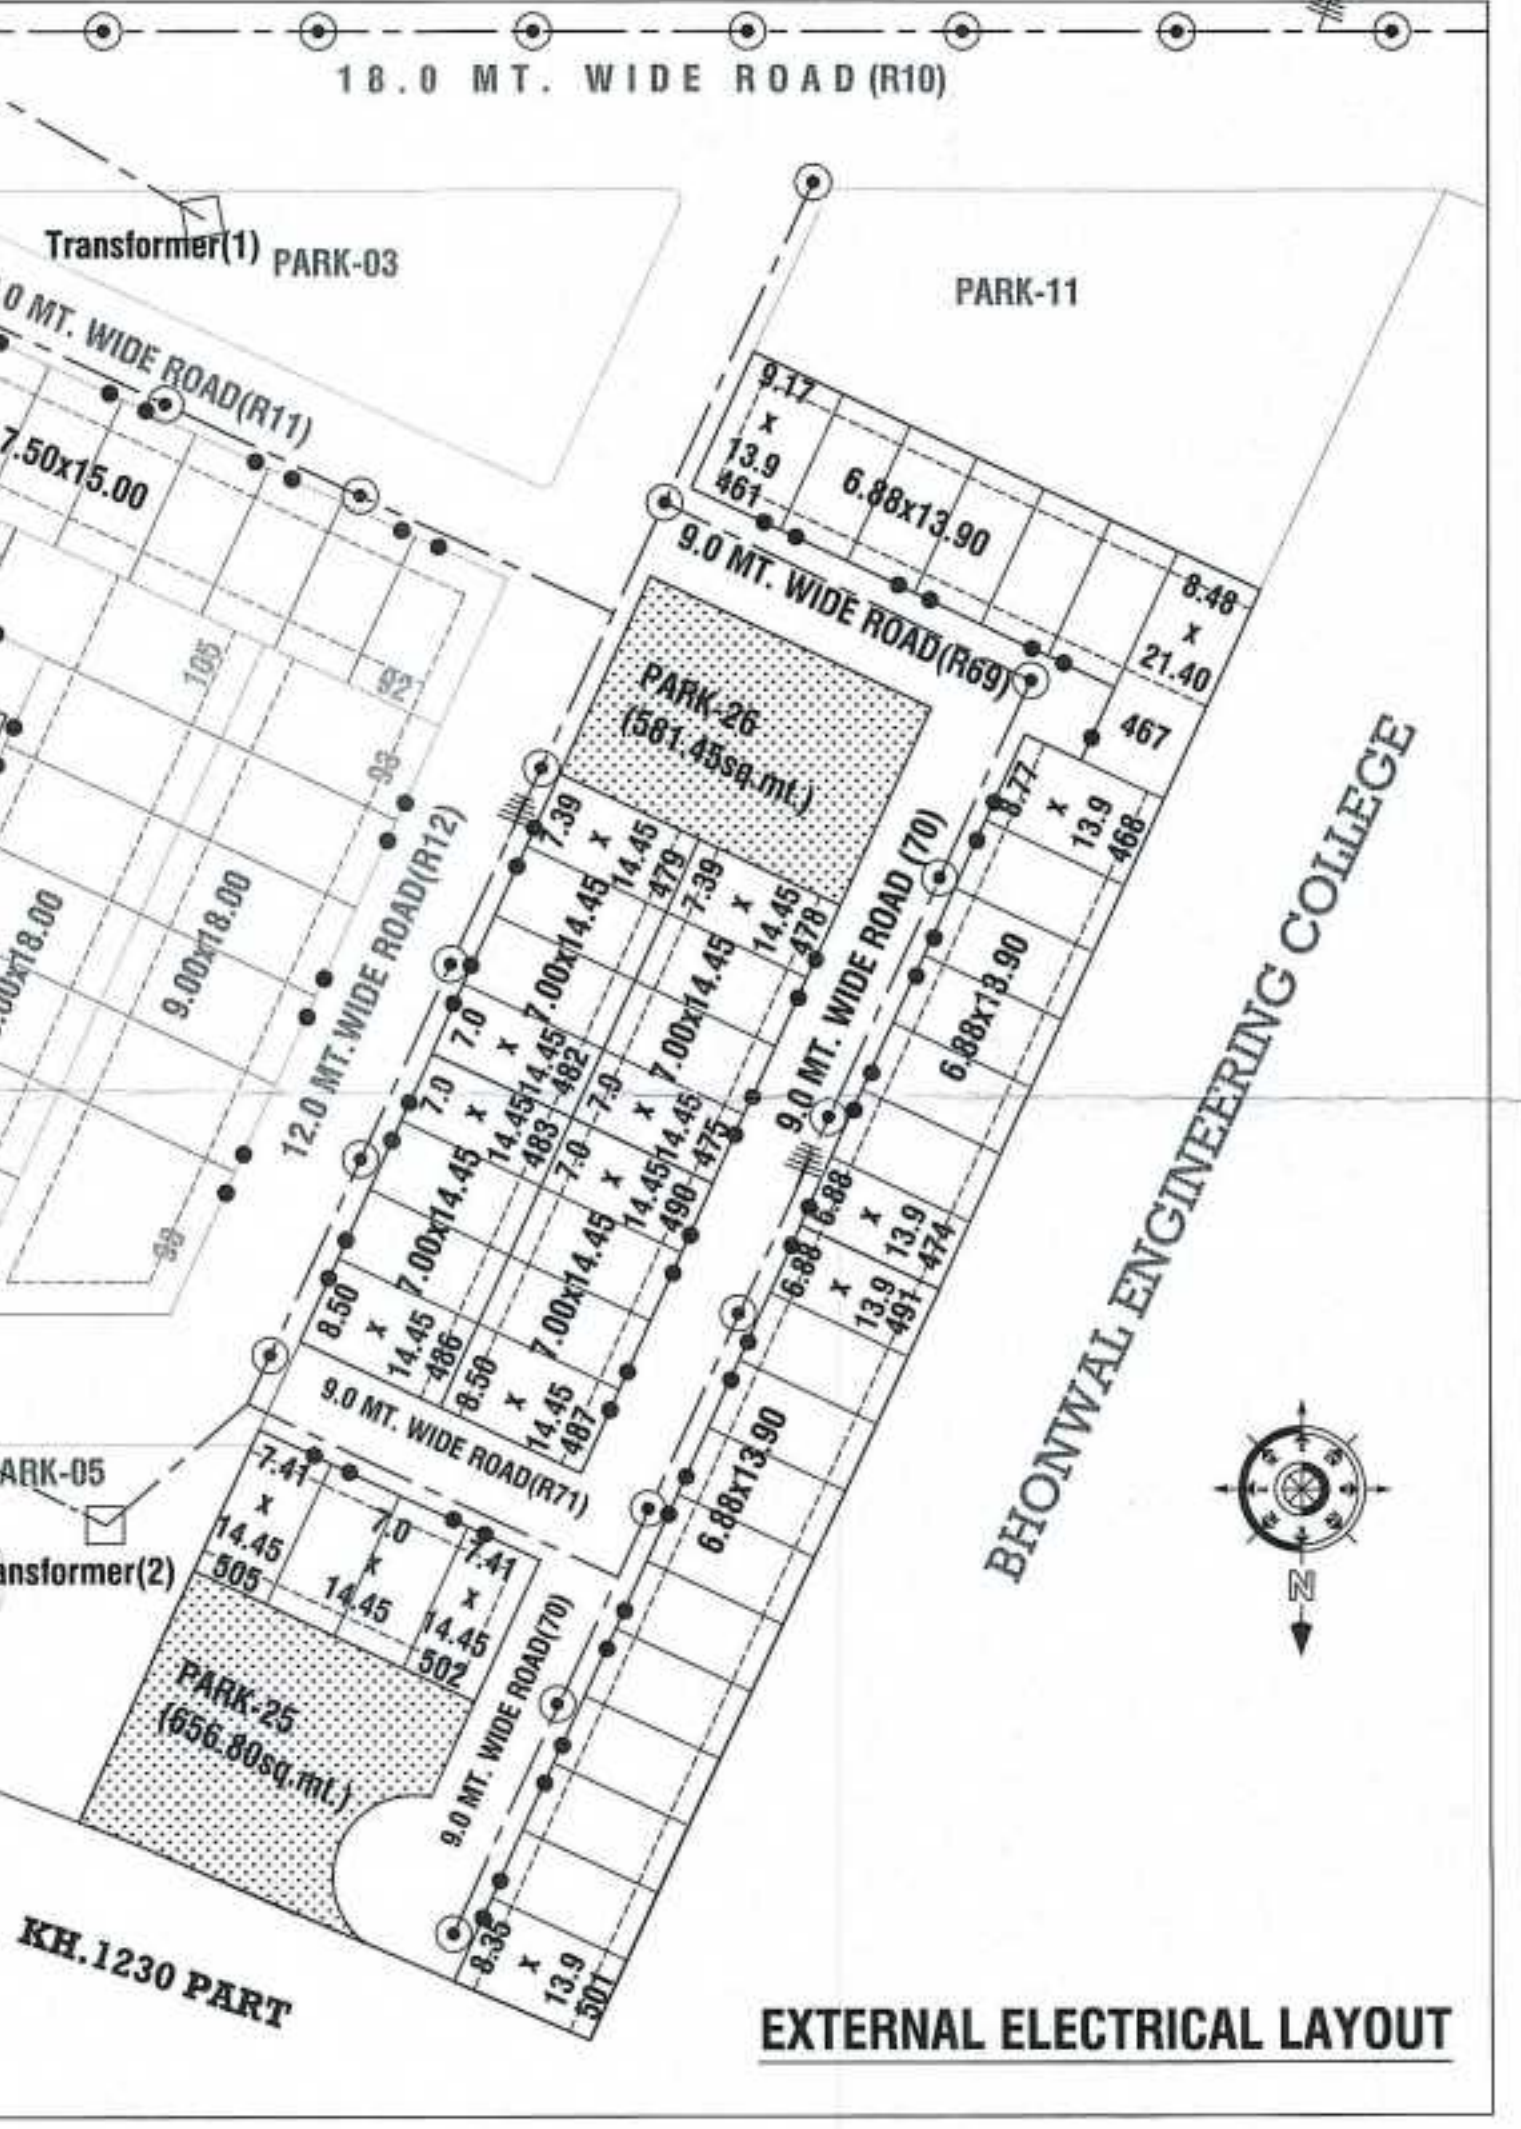 18.0 MT. WIDE ROAD (R10)
Transformer(1)
PARK-03
PARK-11
.0 MT. WIDE ROAD(R11)
7.50x15.00
9.17
x
13.9
461
6.88x13.90
8.48
x
21.40
467
9.0 MT. WIDE ROAD(R69)
PARK-26
(581.45sq.mt.)
105
92
93
98
9.00x18.00
12.0 MT.WIDE ROAD(R12)
7.39
x
14.45
479
7.39
x
14.45
478
7.00x14.45
7.00x14.45
7.0
x
14.45
482
7.0
x
14.45
475
7.0
x
14.45
483
7.0
x
14.45
490
7.00x14.45
7.00x14.45
8.50
x
14.45
486
8.50
x
14.45
487
9.0 MT. WIDE ROAD (70)
8.77
x
13.9
468
6.88x13.90
6.88
x
13.9
474
6.88
x
13.9
491
6.88x13.90
BHONWAL ENGINEERING COLLEGE
9.0 MT. WIDE ROAD(R71)
ARK-05
ansformer(2)
7.41
x
14.45
505
7.0
x
14.45
7.41
x
14.45
502
PARK-25
(656.80sq.mt.)
9.0 MT. WIDE ROAD(70)
8.35
x
13.9
501
N
KH.1230 PART
EXTERNAL ELECTRICAL LAYOUT